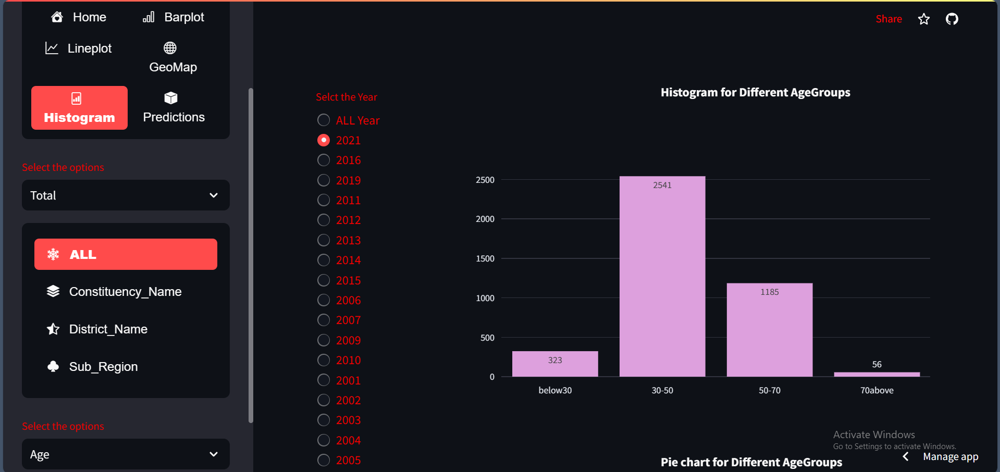 Home
Barplot
Lineplot
GeoMap
Histogram
Predictions
Select the options
Total
ALL
Constituency_Name
District_Name
Sub_Region
Select the options
Age
Share
Selct the Year
ALL Year
2021
2016
2019
2011
2012
2013
2014
2015
2006
2007
2009
2010
2001
2002
2003
2004
2005
Histogram for Different AgeGroups
2500
2000
1500
1000
500
0
323
2541
1185
56
below30
30-50
50-70
70above
Activate Windows
Go to Settings to activate Windows.
Manage app
Pie chart for Different AgeGroups